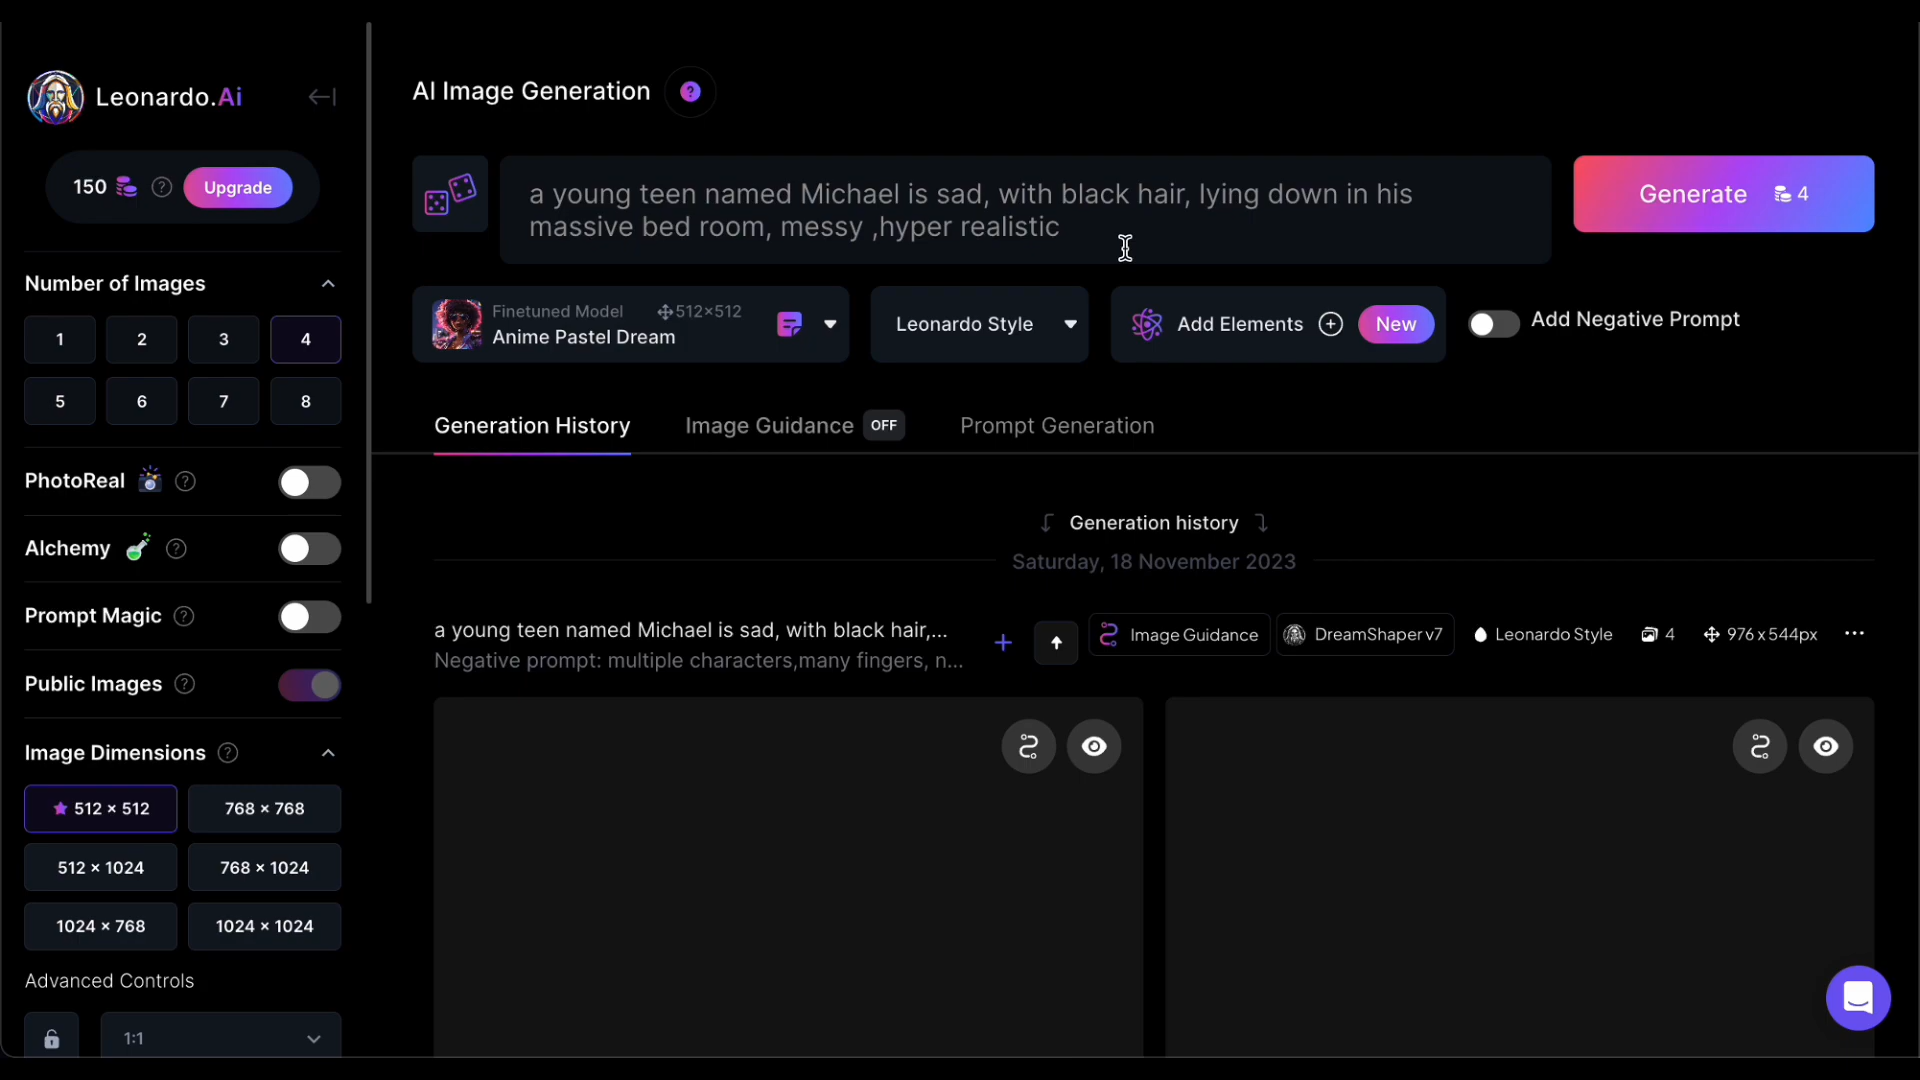 Leonardo.Ai
150
Upgrade
Number of Images
1 2 3 4
5 6 7 8
PhotoReal
Alchemy
Prompt Magic
Public Images
Image Dimensions
512 × 512 768 × 768
512 × 1024 768 × 1024
1024 × 768 1024 × 1024
Advanced Controls
1:1
AI Image Generation ?
a young teen named Michael is sad, with black hair, lying down in his
massive bed room, messy ,hyper realistic
Generate 4
Finetuned Model 512×512
Anime Pastel Dream
Leonardo Style
Add Elements
New
Add Negative Prompt
Generation History
Image Guidance OFF
Prompt Generation
Generation history
Saturday, 18 November 2023
a young teen named Michael is sad, with black hair,...
Negative prompt: multiple characters,many fingers, n...
Image Guidance
DreamShaper v7
Leonardo Style
4
976 x 544px